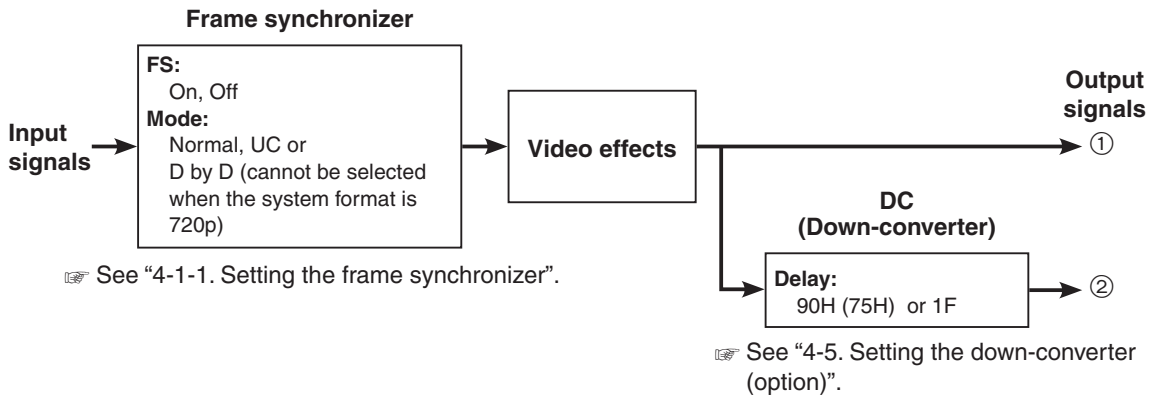 Frame synchronizer
FS:
On, Off
Mode:
Normal, UC or
D by D (cannot be selected
when the system format is
720p)
Input
signals
Video effects
Output
signals
①
DC
(Down-converter)
Delay:
90H (75H) or 1F
②
☞ See “4-1-1. Setting the frame synchronizer”.
☞ See “4-5. Setting the down-converter
(option)”.